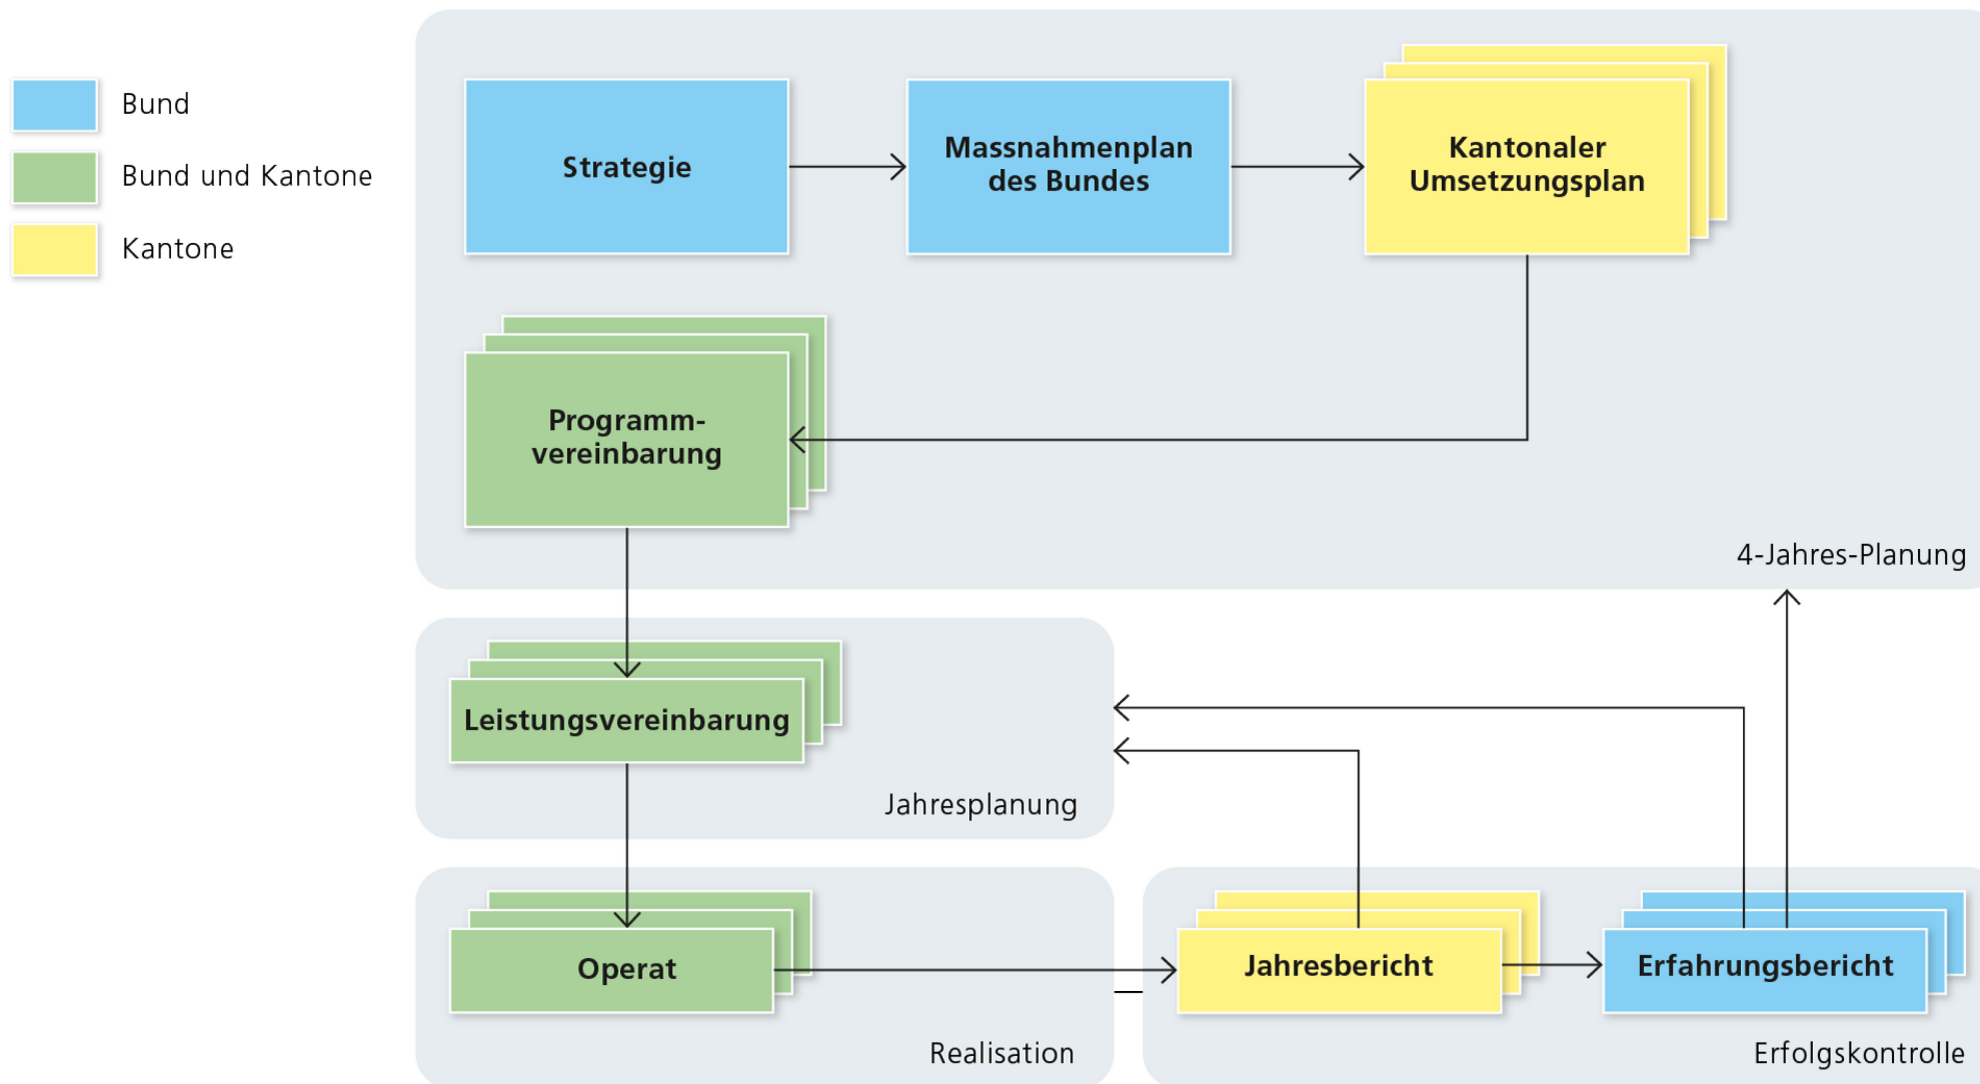 Bund
Bund und Kantone
Kantone
Strategie
Massnahmenplan
des Bundes
Kantonaler
Umsetzungsplan
Programm-
vereinbarung
4-Jahres-Planung
Leistungsvereinbarung
Jahresplanung
Operat
Realisation
Jahresbericht
Erfahrungsbericht
Erfolgskontrolle